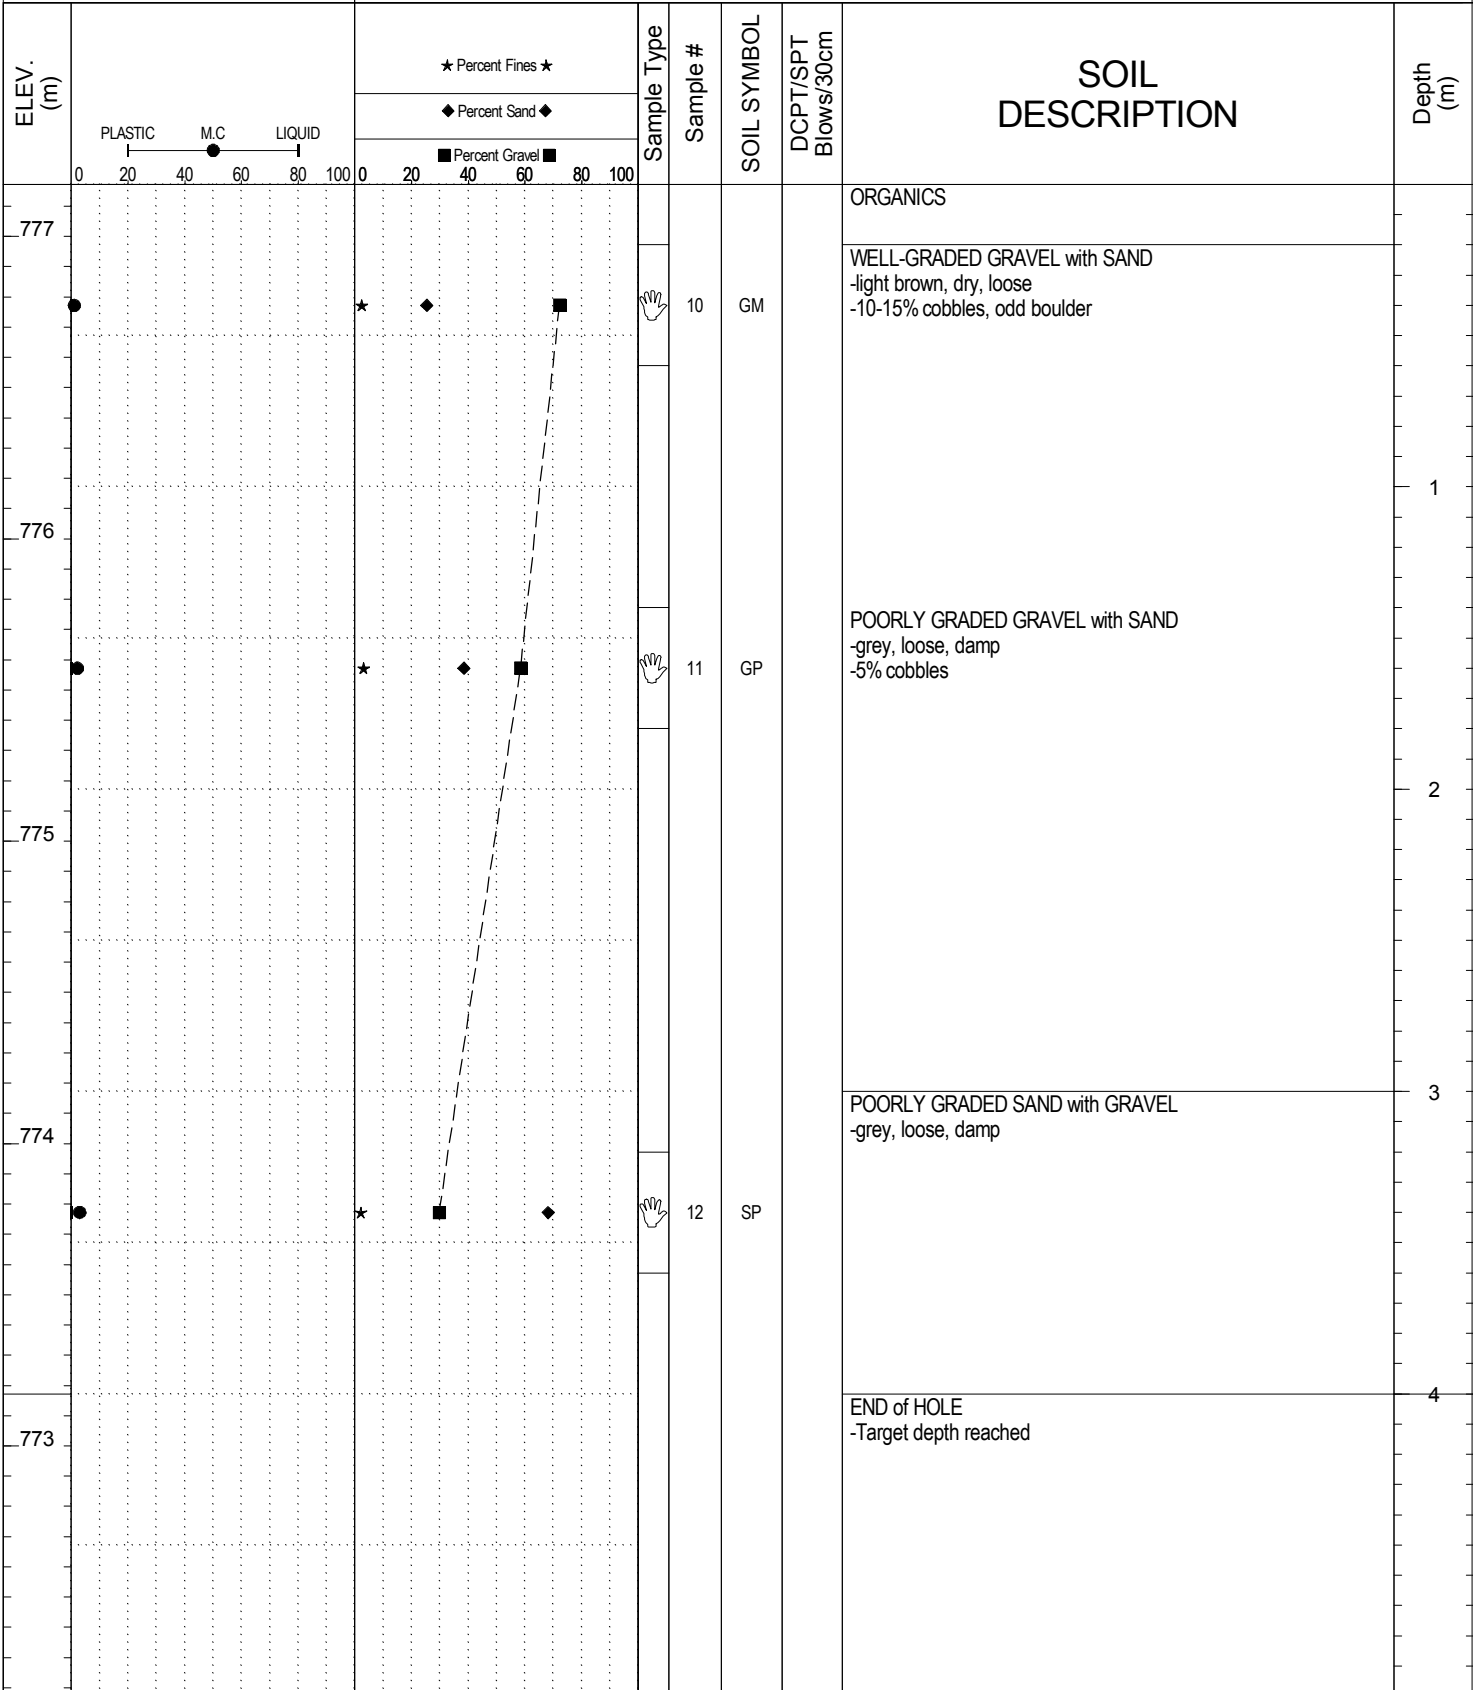 ELEV.
(m)
PLASTIC M.C LIQUID
0 20 40 60 80 100
★ Percent Fines ★
◆ Percent Sand ◆
■ Percent Gravel ■
0 20 40 60 80 100
Sample Type
Sample #
SOIL SYMBOL
DCPT/SPT
Blows/30cm
SOIL
DESCRIPTION
Depth
(m)
ORGANICS
777
WELL-GRADED GRAVEL with SAND
-light brown, dry, loose
-10-15% cobbles, odd boulder
10 GM
1
776
POORLY GRADED GRAVEL with SAND
-grey, loose, damp
-5% cobbles
11 GP
2
775
3
POORLY GRADED SAND with GRAVEL
-grey, loose, damp
774
12 SP
4
END of HOLE
-Target depth reached
773